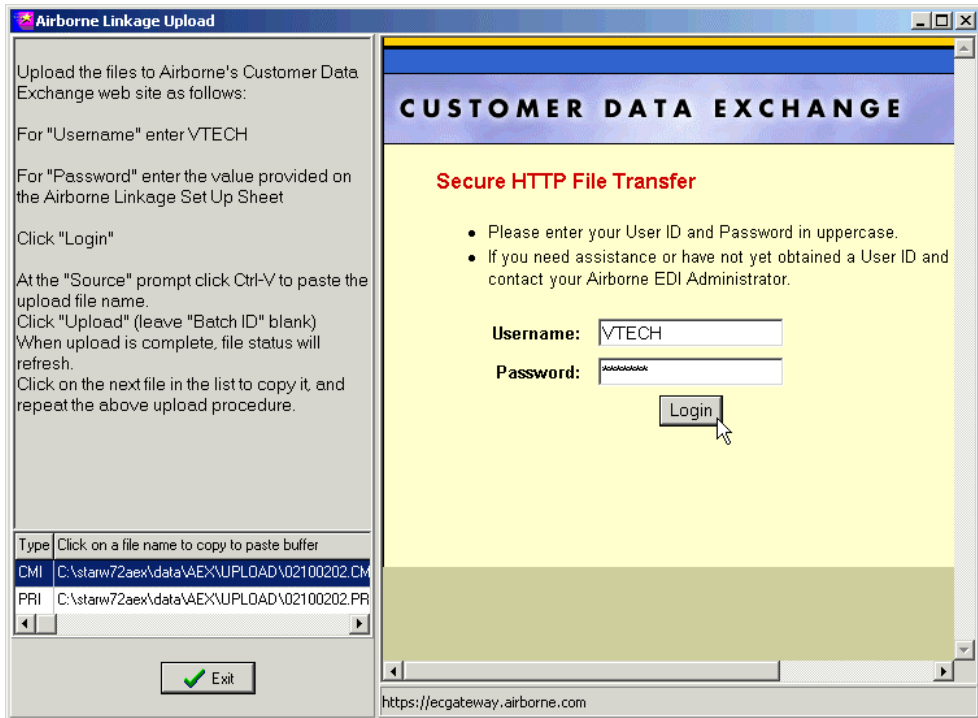 Airborne Linkage Upload
Upload the files to Airborne's Customer Data
Exchange web site as follows:
For "Username" enter VTECH
For "Password" enter the value provided on
the Airborne Linkage Set Up Sheet
Click "Login"
At the "Source" prompt click Ctrl-V to paste the
upload file name.
Click "Upload" (leave "Batch ID" blank)
When upload is complete, file status will
refresh.
Click on the next file in the list to copy it, and
repeat the above upload procedure.
Type Click on a file name to copy to paste buffer
CMI C:\starw72aex\data\AEX\UPLOAD\02100202.CM
PRI C:\starw72aex\data\AEX\UPLOAD\02100202.PR
Exit
CUSTOMER DATA EXCHANGE
Secure HTTP File Transfer
• Please enter your User ID and Password in uppercase.
• If you need assistance or have not yet obtained a User ID and
contact your Airborne EDI Administrator.
Username: VTECH
Password: ********
Login
https://ecgateway.airborne.com